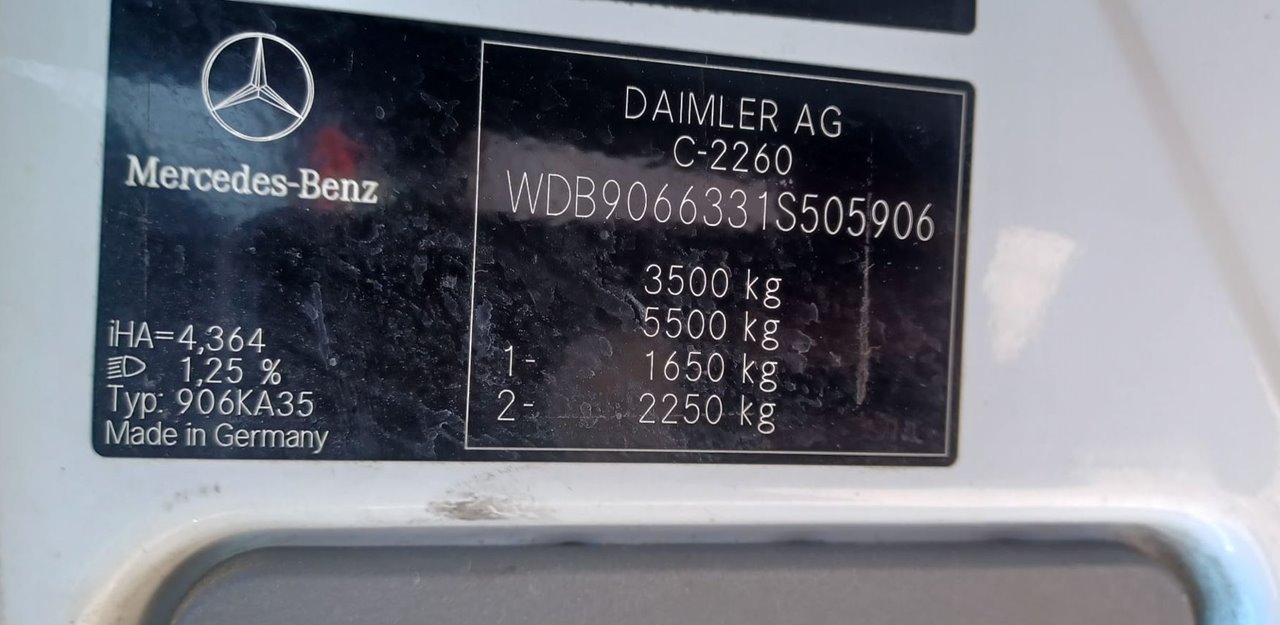 Mercedes-Benz
iHA=4,364
1,25 %
Typ: 906KA35
Made in Germany
DAIMLER AG
C-2260
WDB9066331S505906
3500 kg
5500 kg
1- 1650 kg
2- 2250 kg